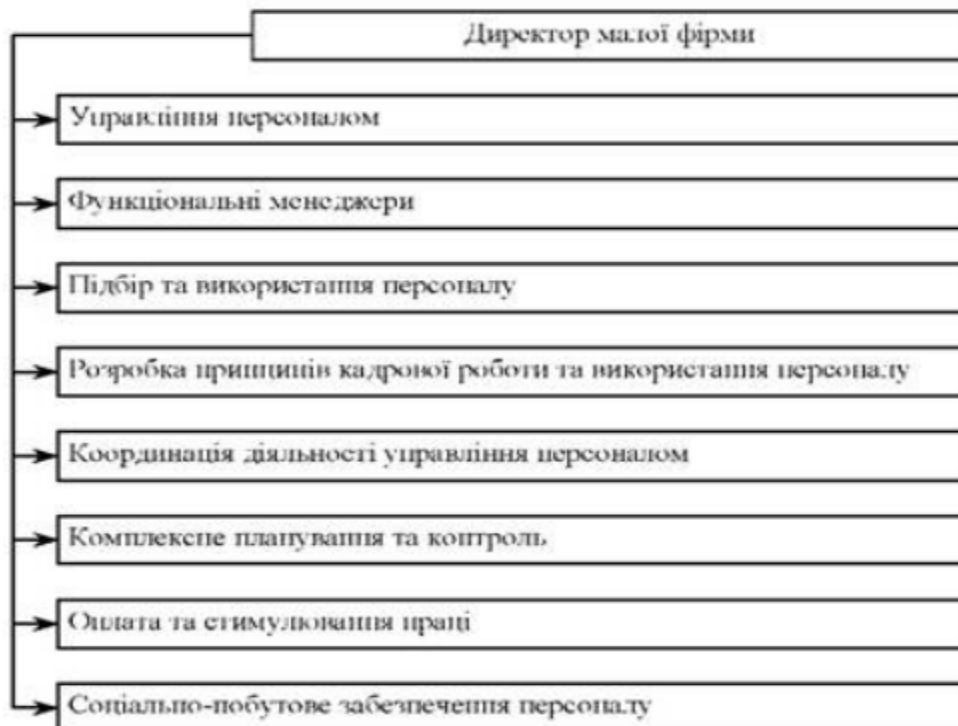 Директор малої фірми
Управління персоналом
Функціональні менеджери
Підбір та використання персоналу
Розробка принципів кадрової роботи та використання персоналу
Координація діяльності управління персоналом
Комплексне планування та контроль
Оплата та стимулювання праці
Соціально-побутове забезпечення персоналу